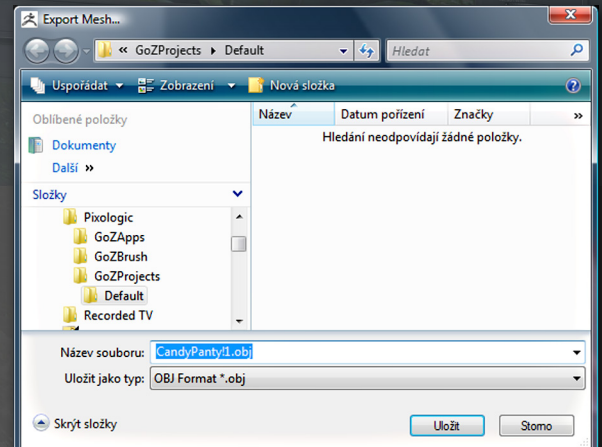 Export Mesh...
« GoZProjects Default
Hledat
Uspořádat Zobrazení Nová složka
Oblíbené položky
Dokumenty
Další »
Složky
Pixologic
GoZApps
GoZBrush
GoZProjects
Default
Recorded TV
Název Datum pořízení Značky »
Hledání neodpovídají žádné položky.
Název souboru: CandyPanty!1.obj
Uložit jako typ: OBJ Format *.obj
Skrýt složky Uložit Storno